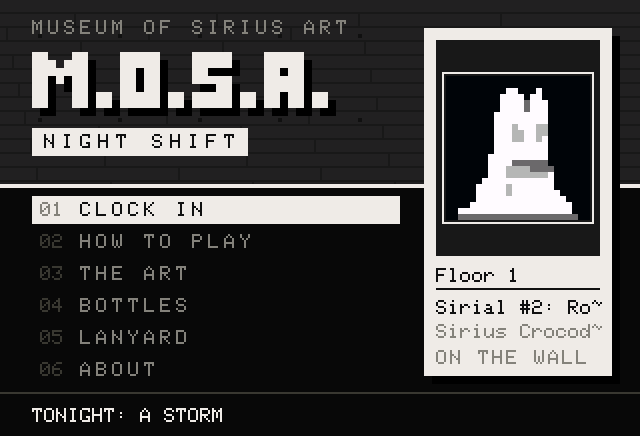 MUSEUM OF SIRIUS ART
M.O.S.A.
NIGHT SHIFT
01 CLOCK IN
02 HOW TO PLAY
03 THE ART
04 BOTTLES
05 LANYARD
06 ABOUT
Floor 1
Sirial #2: Ro~
Sirius Crocod~
ON THE WALL
TONIGHT: A STORM